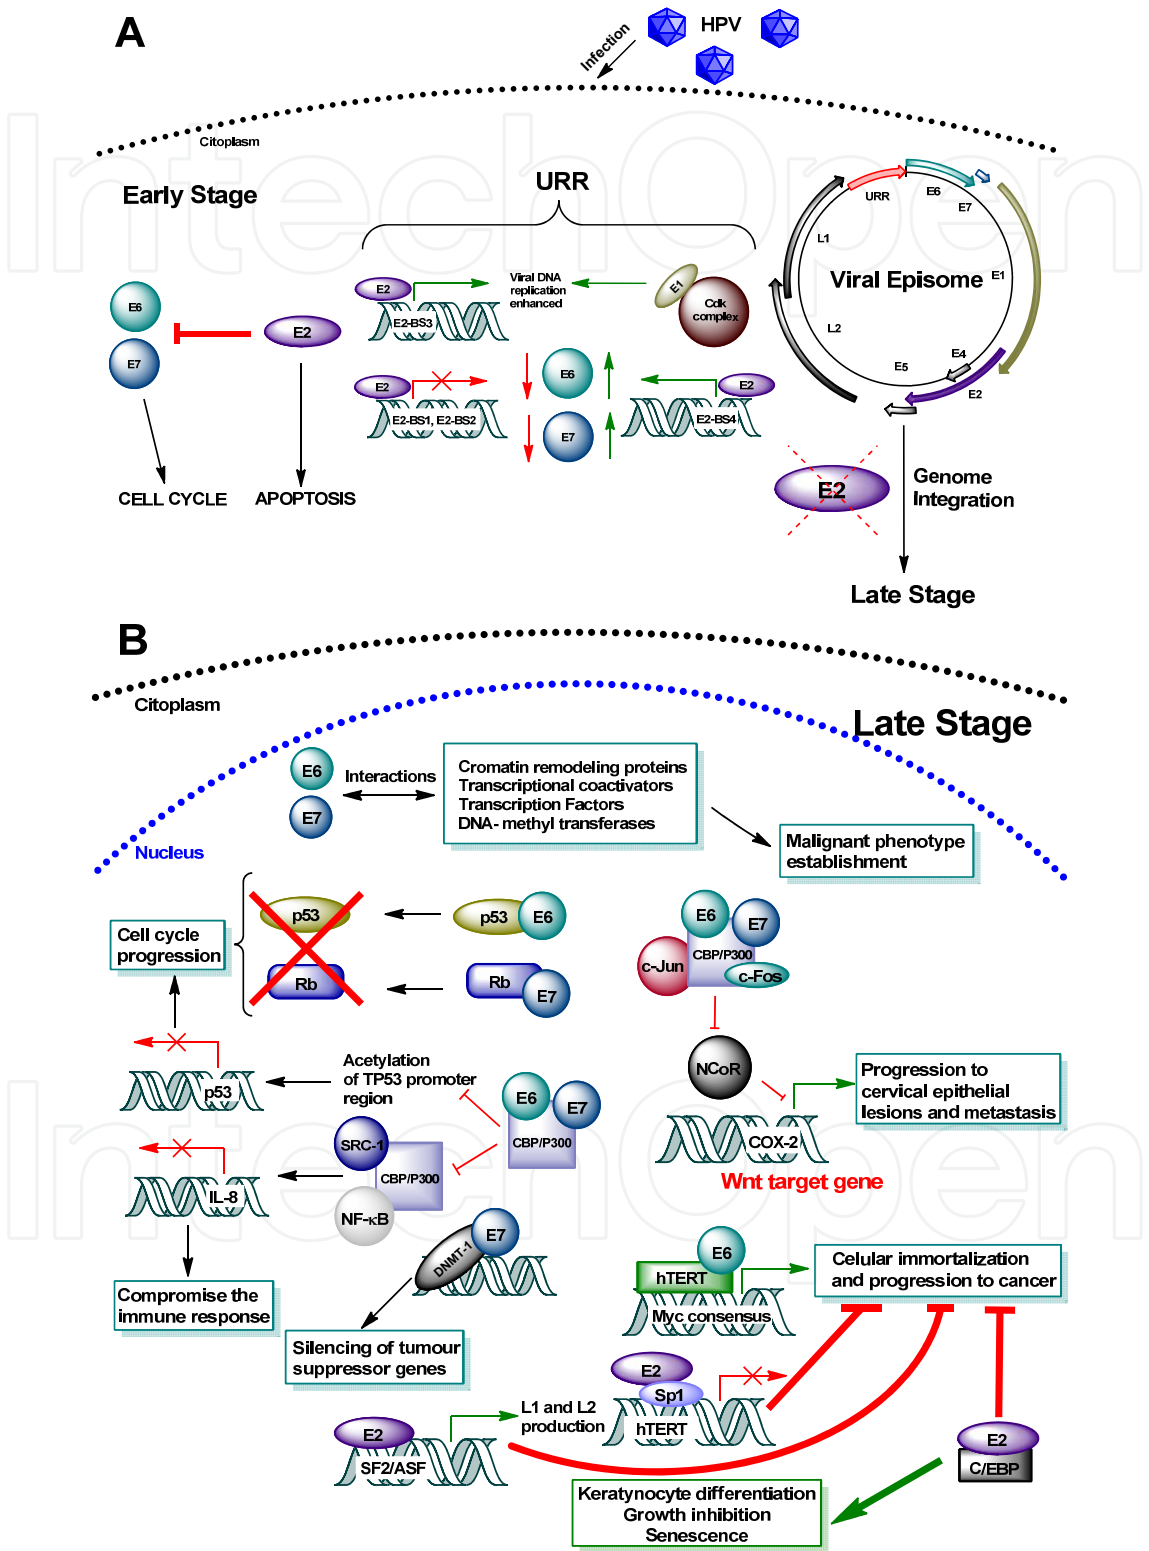 A
HPV
Infection
Citoplasm
Early Stage
URR
E6
E7
E2
CELL CYCLE
APOPTOSIS
E2
E2-BS3
Viral DNA
replication
enhanced
E1
Cdk
complex
E2
E2-BS1, E2-BS2
E6
E7
E2
E2-BS4
URR
E6
E7
L1
Viral Episome
E1
L2
E4
E5
E2
E2
Genome
Integration
Late Stage
B
Citoplasm
Late Stage
Nucleus
E6
E7
Interactions
Cromatin remodeling proteins
Transcriptional coactivators
Transcription Factors
DNA- methyl transferases
Malignant phenotype
establishment
Cell cycle
progression
p53
Rb
p53
E6
Rb
E7
E6
E7
CBP/P300
c-Jun
c-Fos
NCoR
COX-2
Wnt target gene
Progression to
cervical epithelial
lesions and metastasis
p53
Acetylation
of TP53 promoter
region
E6
E7
CBP/P300
SRC-1
CBP/P300
NF-κB
IL-8
Compromise the
immune response
DNMT-1
E7
Silencing of tumour
suppressor genes
E6
hTERT
Myc consensus
Celular immortalization
and progression to cancer
E2
Sp1
hTERT
E2
SF2/ASF
L1 and L2
production
E2
C/EBP
Keratynocyte differentiation
Growth inhibition
Senescence
IntechOpen
IntechOpen